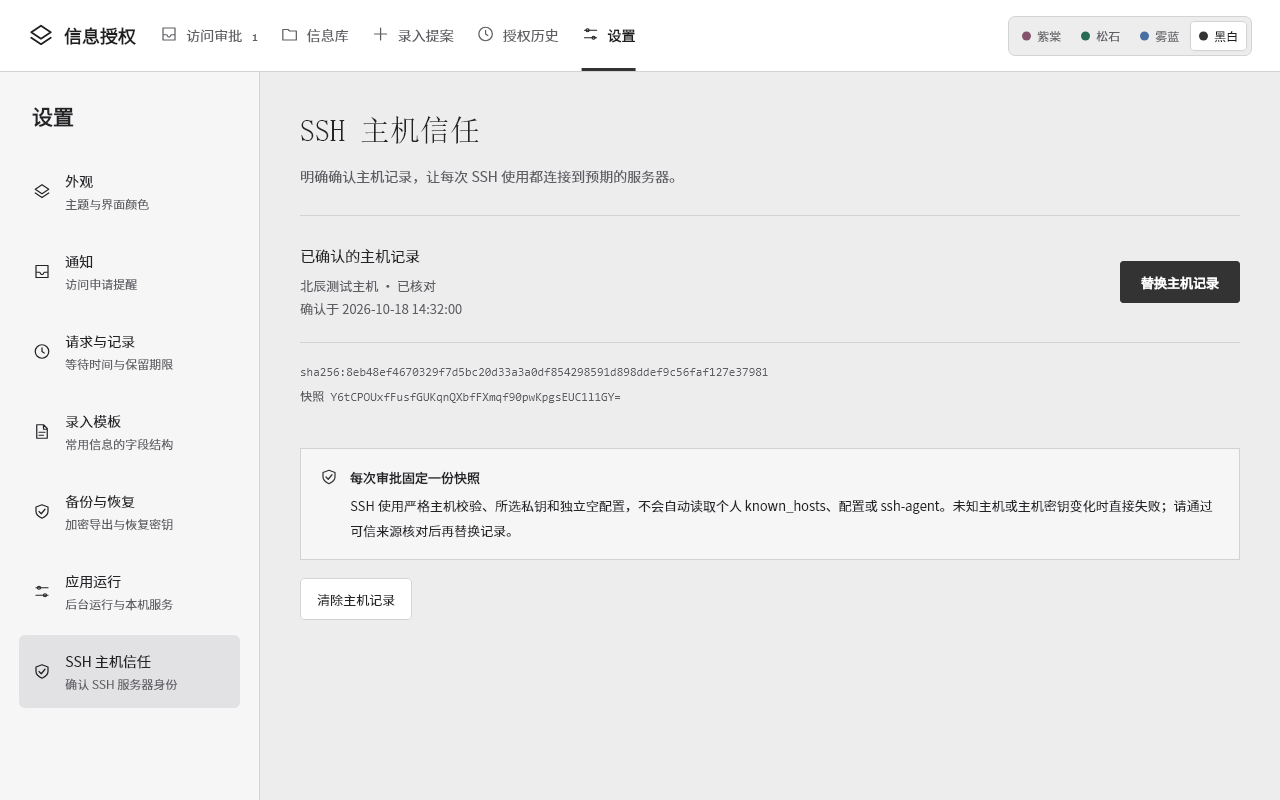 信息授权
访问审批 1
信息库
录入提案
授权历史
设置
紫棠
松石
雾蓝
黑白
设置
外观
主题与界面颜色
通知
访问申请提醒
请求与记录
等待时间与保留期限
录入模板
常用信息的字段结构
备份与恢复
加密导出与恢复密钥
应用运行
后台运行与本机服务
SSH 主机信任
确认 SSH 服务器身份
SSH 主机信任
明确确认主机记录，让每次 SSH 使用都连接到预期的服务器。
已确认的主机记录
北辰测试主机 · 已核对
确认于 2026-10-18 14:32:00
替换主机记录
sha256:8eb48ef4670329f7d5bc20d33a3a0df854298591d898ddef9c56faf127e37981
快照 Y6tCPOUxfFusfGUKqnQXbfFXmqf90pwKpgsEUC1l1GY=
每次审批固定一份快照
SSH 使用严格主机校验、所选私钥和独立空配置，不会自动读取个人 known_hosts、配置或 ssh-agent。未知主机或主机密钥变化时直接失败；请通过
可信来源核对后再替换记录。
清除主机记录